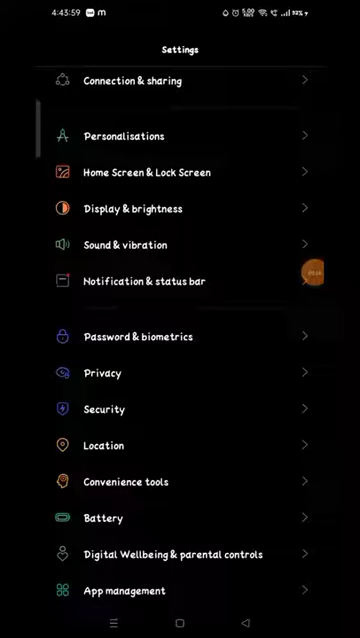 4:43:59
Settings
Connection & sharing
Personalisations
Home Screen & Lock Screen
Display & brightness
Sound & vibration
Notification & status bar
Password & biometrics
Privacy
Security
Location
Convenience tools
Battery
Digital Wellbeing & parental controls
App management